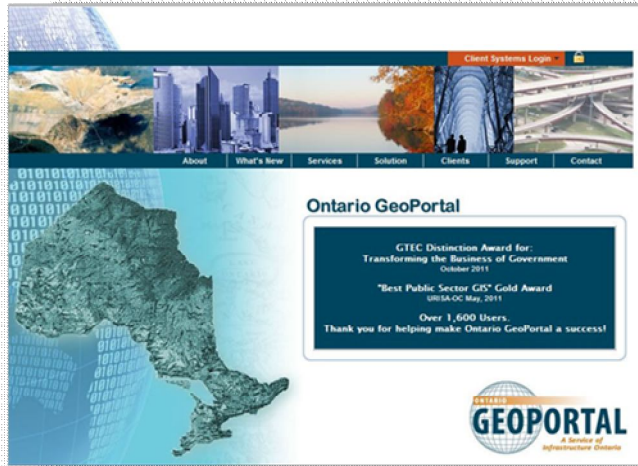 Client Systems Login
About What's New Services Solution Clients Support Contact
Ontario GeoPortal
GTEC Distinction Award for:
Transforming the Business of Government
October 2011
"Best Public Sector GIS" Gold Award
URISA-OC May, 2011
Over 1,600 Users.
Thank you for helping make Ontario GeoPortal a success!
ONTARIO
GEOPORTAL
A Service of
Infrastructure Ontario